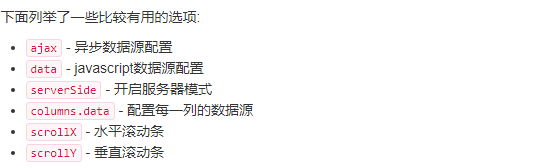 下面列举了一些比较有用的选项:
ajax - 异步数据源配置
data - javascript数据源配置
serverSide - 开启服务器模式
columns.data - 配置每一列的数据源
scrollX - 水平滚动条
scrollY - 垂直滚动条